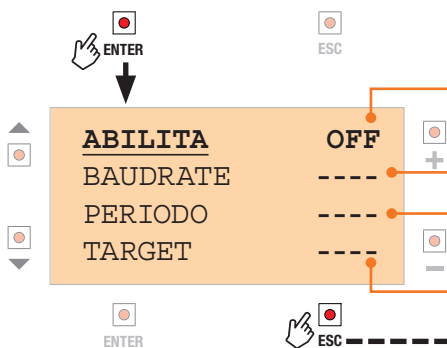 ENTER
ESC
ABILITA OFF
BAUDRATE ----
PERIODO ----
TARGET ----
+
−
ENTER
ESC